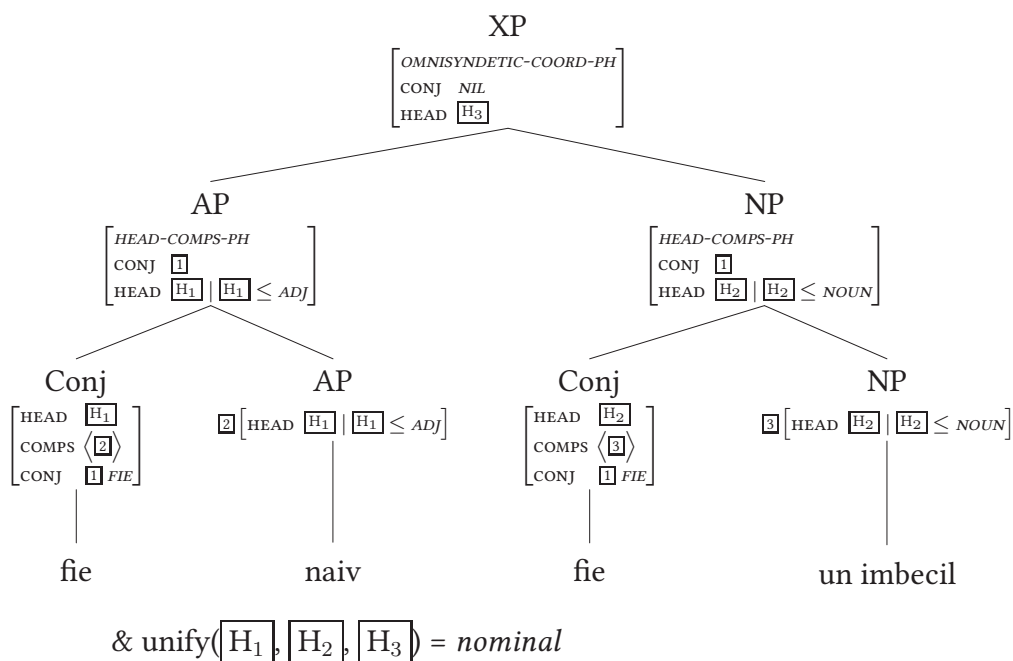 XP
OMNISYNDETIC-COORD-PH
CONJ NIL
HEAD H₃
AP NP
HEAD-COMPS-PH HEAD-COMPS-PH
CONJ 1 CONJ 1
HEAD H₁ | H₁ ≤ ADJ HEAD H₂ | H₂ ≤ NOUN
Conj AP Conj NP
HEAD H₁ 2 [HEAD H₁ | H₁ ≤ ADJ] HEAD H₂ 3 [HEAD H₂ | H₂ ≤ NOUN]
COMPS ⟨2⟩ COMPS ⟨3⟩
CONJ 1 FIE CONJ 1 FIE
fie naiv fie un imbecil
& unify(H₁, H₂, H₃) = nominal